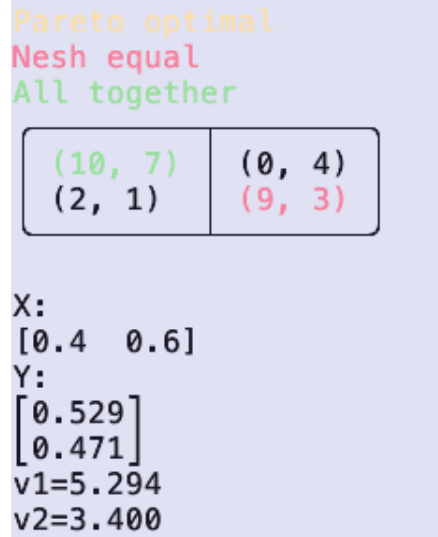 Pareto optimal
Nesh equal
All together
(10, 7) (0, 4)
(2, 1) (9, 3)
X:
[0.4 0.6]
Y:
[0.529]
[0.471]
v1=5.294
v2=3.400